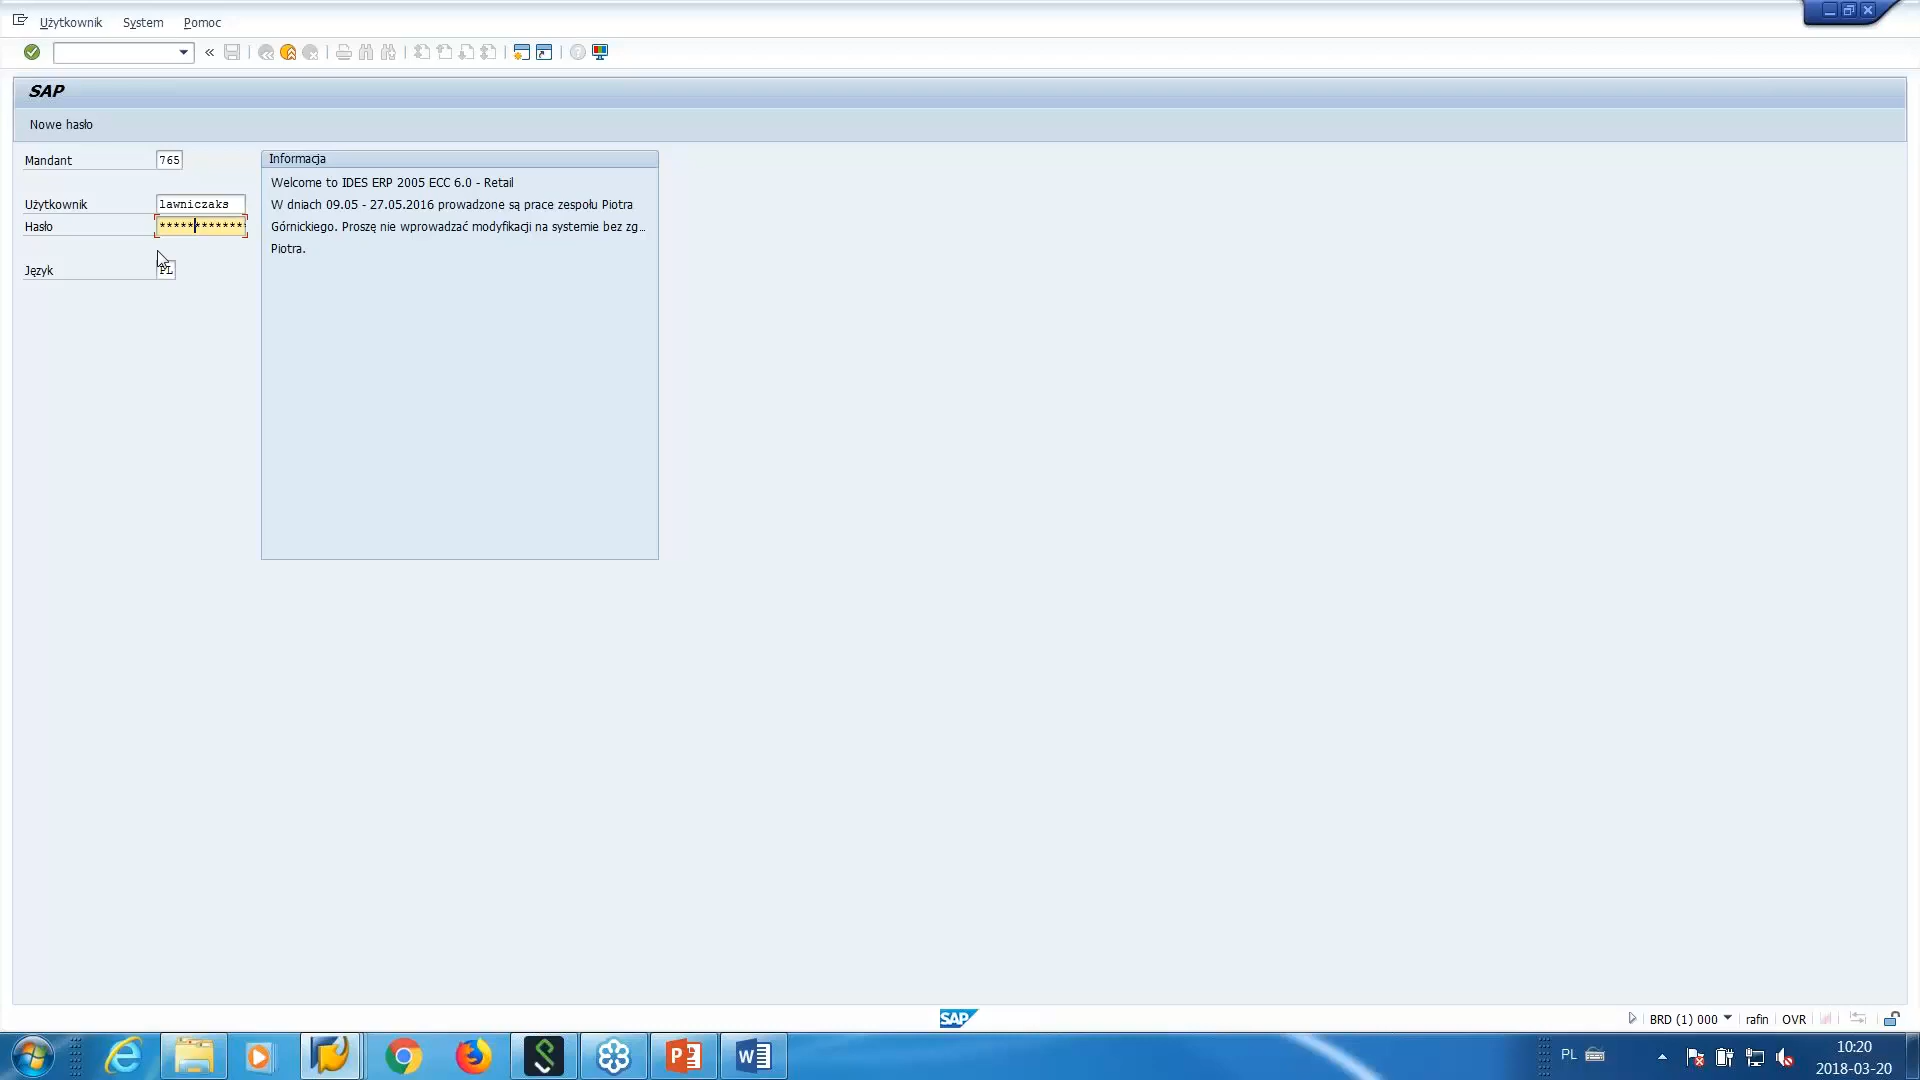 Użytkownik System Pomoc
SAP
Nowe hasło
Mandant 765
Informacja
Welcome to IDES ERP 2005 ECC 6.0 - Retail
W dniach 09.05 - 27.05.2016 prowadzone są prace zespołu Piotra
Górnickiego. Proszę nie wprowadzać modyfikacji na systemie bez zg...
Piotra.
Użytkownik lawniczaks
Hasło ************
Język PL
SAP
BRD (1) 000 rafin OVR
PL
10:20
2018-03-20